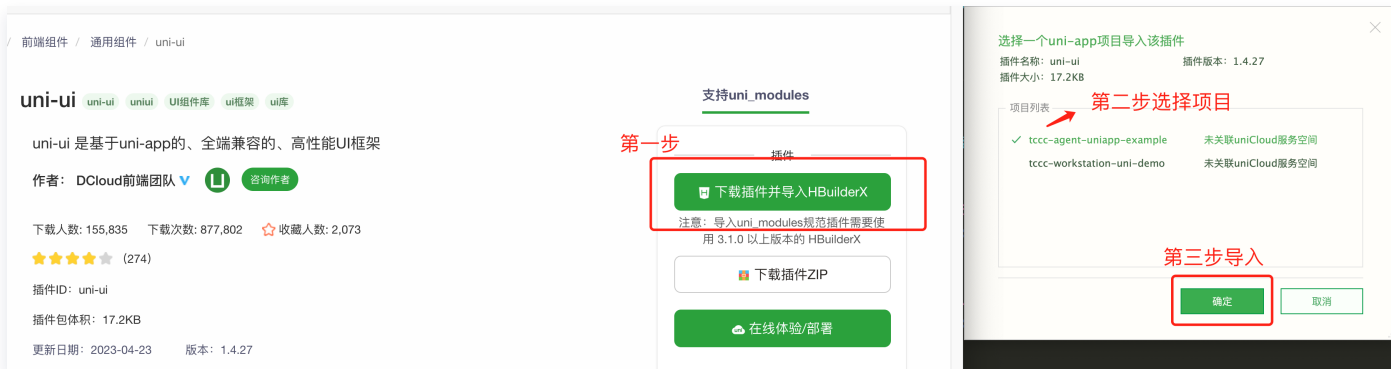 / 前端组件 / 通用组件 / uni-ui
uni-ui uni-ui uniui UI组件库 ui框架 ui库
uni-ui 是基于uni-app的、全端兼容的、高性能UI框架
作者： DCloud前端团队 咨询作者
下载人数: 155,835 下载次数: 877,802 收藏人数: 2,073
(274)
插件ID：uni-ui
插件包体积：17.2KB
更新日期：2023-04-23 版本：1.4.27
支持uni_modules
第一步
插件
下载插件并导入HBuilderX
注意：导入uni_modules规范插件需要使
用 3.1.0 以上版本的 HBuilderX
下载插件ZIP
在线体验/部署
选择一个uni-app项目导入该插件
插件名称：uni-ui 插件版本：1.4.27
插件大小：17.2KB
项目列表
第二步选择项目
tccc-agent-uniapp-example 未关联uniCloud服务空间
tccc-workstation-uni-demo 未关联uniCloud服务空间
第三步导入
确定 取消